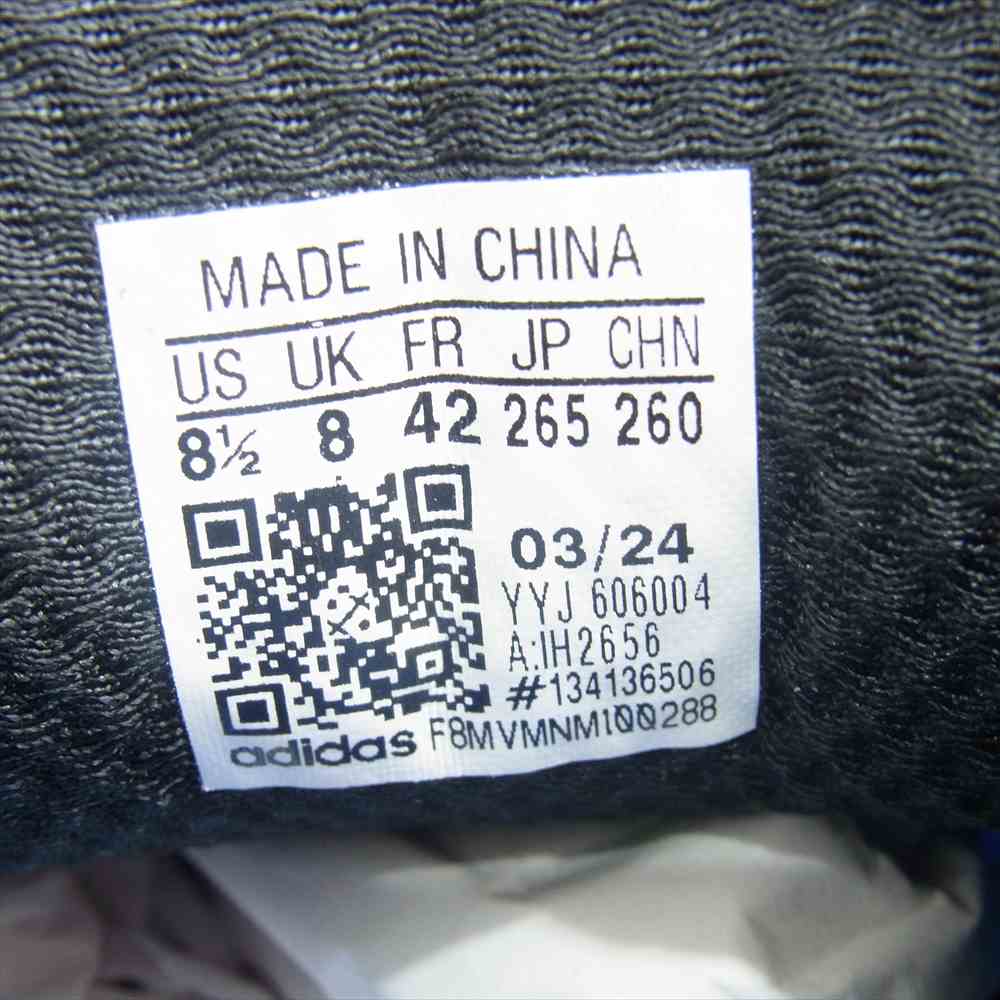 MADE IN CHINA
US UK FR JP CHN
8½ 8 42 265 260
03/24
YYJ 606004
A:IH2656
#134136506
adidas F8MVMNM100288